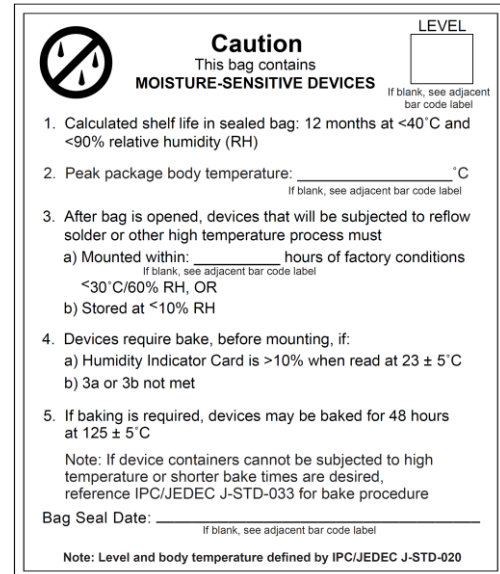 LEVEL
Caution
This bag contains
MOISTURE-SENSITIVE DEVICES
If blank, see adjacent
bar code label
1. Calculated shelf life in sealed bag: 12 months at <40˚C and
<90% relative humidity (RH)
2. Peak package body temperature: ____________________˚C
If blank, see adjacent bar code label
3. After bag is opened, devices that will be subjected to reflow
solder or other high temperature process must
a) Mounted within: ____________ hours of factory conditions
If blank, see adjacent bar code label
<30˚C/60% RH, OR
b) Stored at <10% RH
4. Devices require bake, before mounting, if:
a) Humidity Indicator Card is >10% when read at 23 ± 5˚C
b) 3a or 3b not met
5. If baking is required, devices may be baked for 48 hours
at 125 ± 5˚C
Note: If device containers cannot be subjected to high
temperature or shorter bake times are desired,
reference IPC/JEDEC J-STD-033 for bake procedure
Bag Seal Date: ____________________
If blank, see adjacent bar code label
Note: Level and body temperature defined by IPC/JEDEC J-STD-020